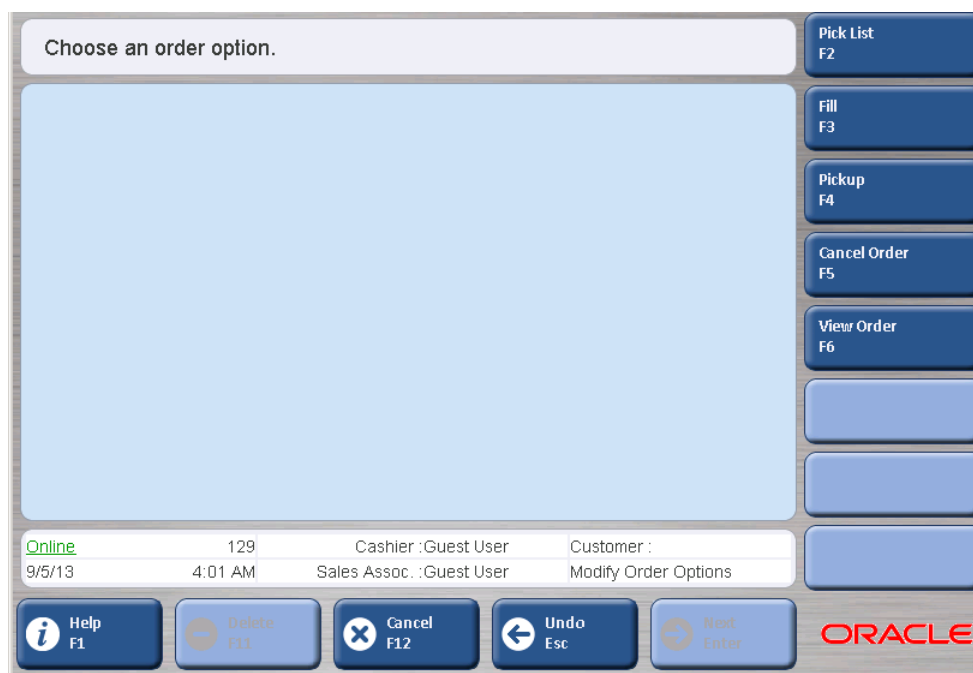 Choose an order option.
Pick List
F2
Fill
F3
Pickup
F4
Cancel Order
F5
View Order
F6
Online 129 Cashier :Guest User Customer :
9/5/13 4:01 AM Sales Assoc. :Guest User Modify Order Options
Help
F1
Delete
F11
Cancel
F12
Undo
Esc
Next
Enter
ORACLE